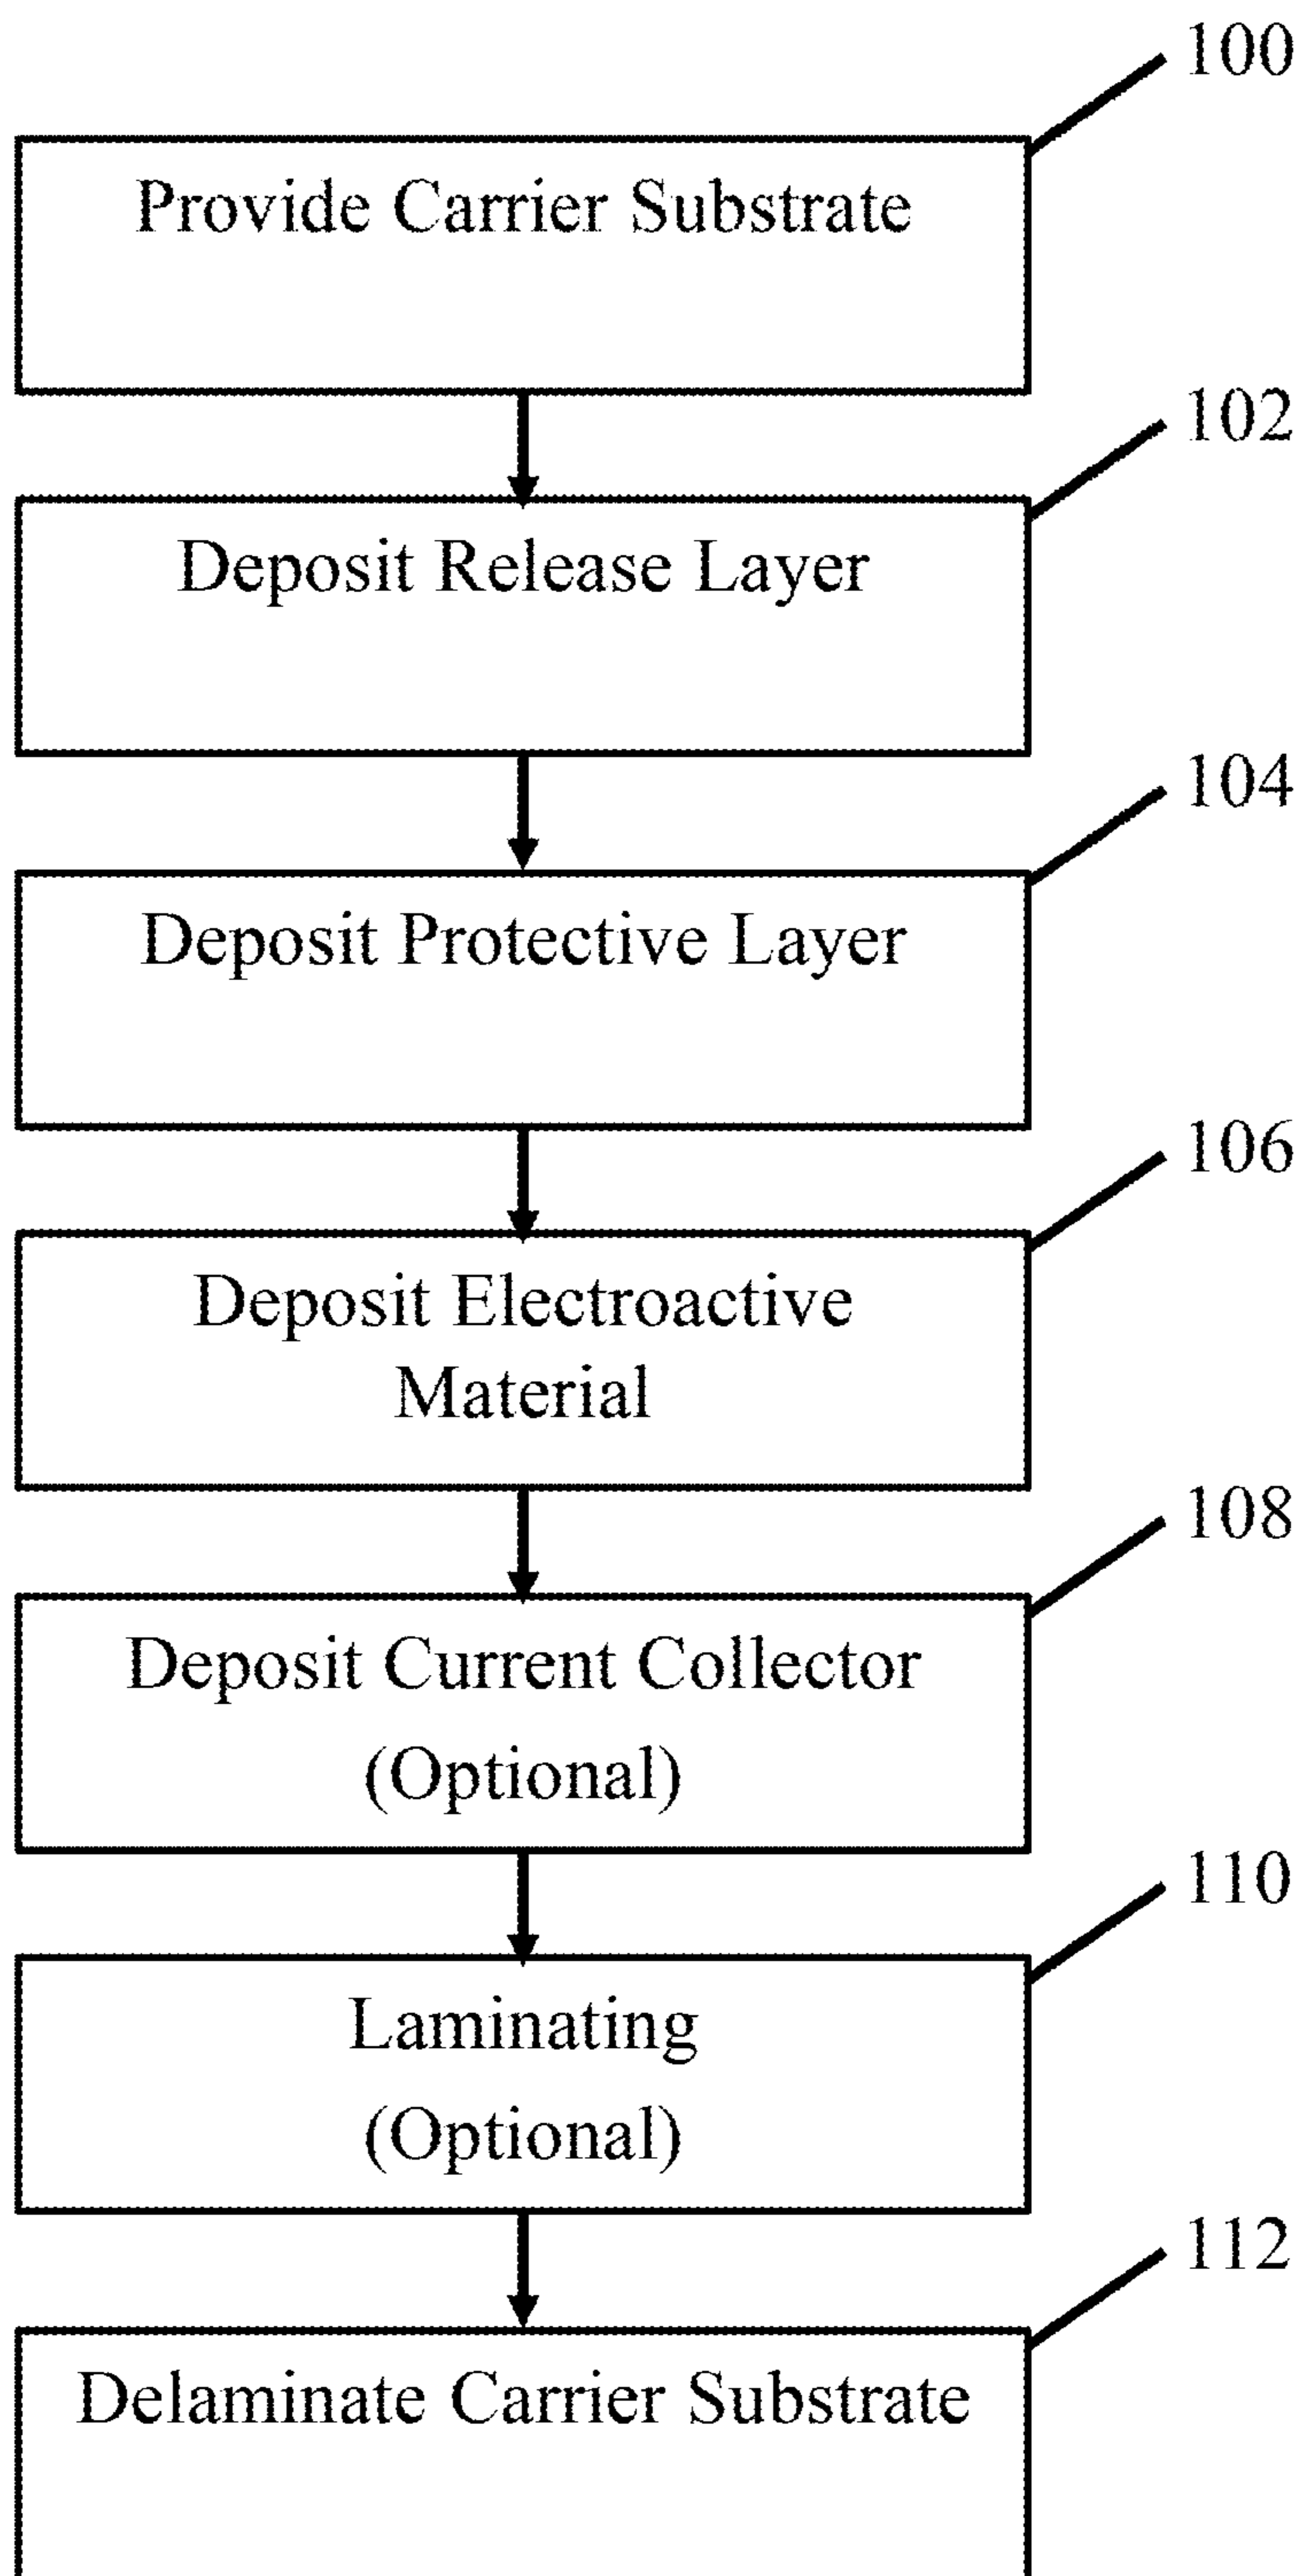 100
Provide Carrier Substrate
102
Deposit Release Layer
104
Deposit Protective Layer
106
Deposit Electroactive
Material
108
Deposit Current Collector
(Optional)
110
Laminating
(Optional)
112
Delaminate Carrier Substrate